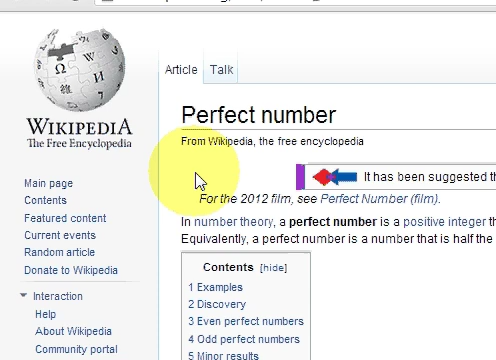 Article
Talk
WIKIPEDIA
The Free Encyclopedia
Perfect number
From Wikipedia, the free encyclopedia
It has been suggested
For the 2012 film, see Perfect Number (film).
In number theory, a perfect number is a positive integer
Equivalently, a perfect number is a number that is half the
Contents [hide]
1 Examples
2 Discovery
3 Even perfect numbers
4 Odd perfect numbers
5 Minor results
Main page
Contents
Featured content
Current events
Random article
Donate to Wikipedia
Interaction
Help
About Wikipedia
Community portal